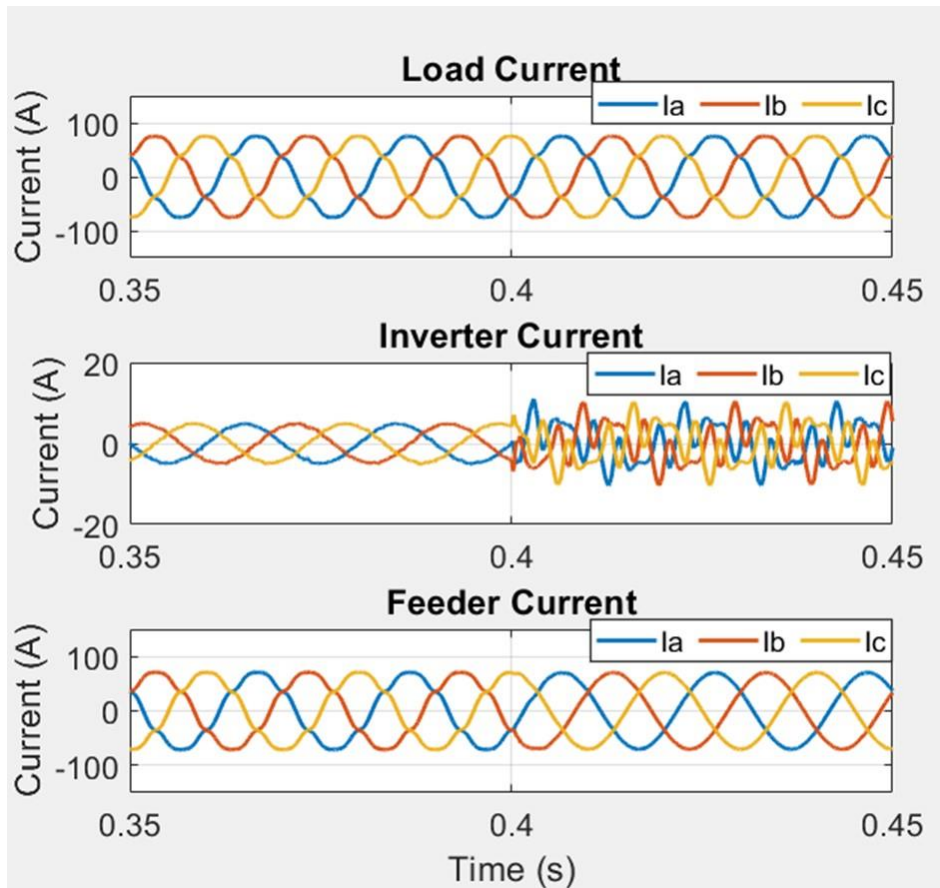 Load Current
Ia Ib Ic
Current (A)
100
0
-100
0.35 0.4 0.45
Inverter Current
Ia Ib Ic
Current (A)
20
0
-20
0.35 0.4 0.45
Feeder Current
Ia Ib Ic
Current (A)
100
0
-100
0.35 0.4 0.45
Time (s)